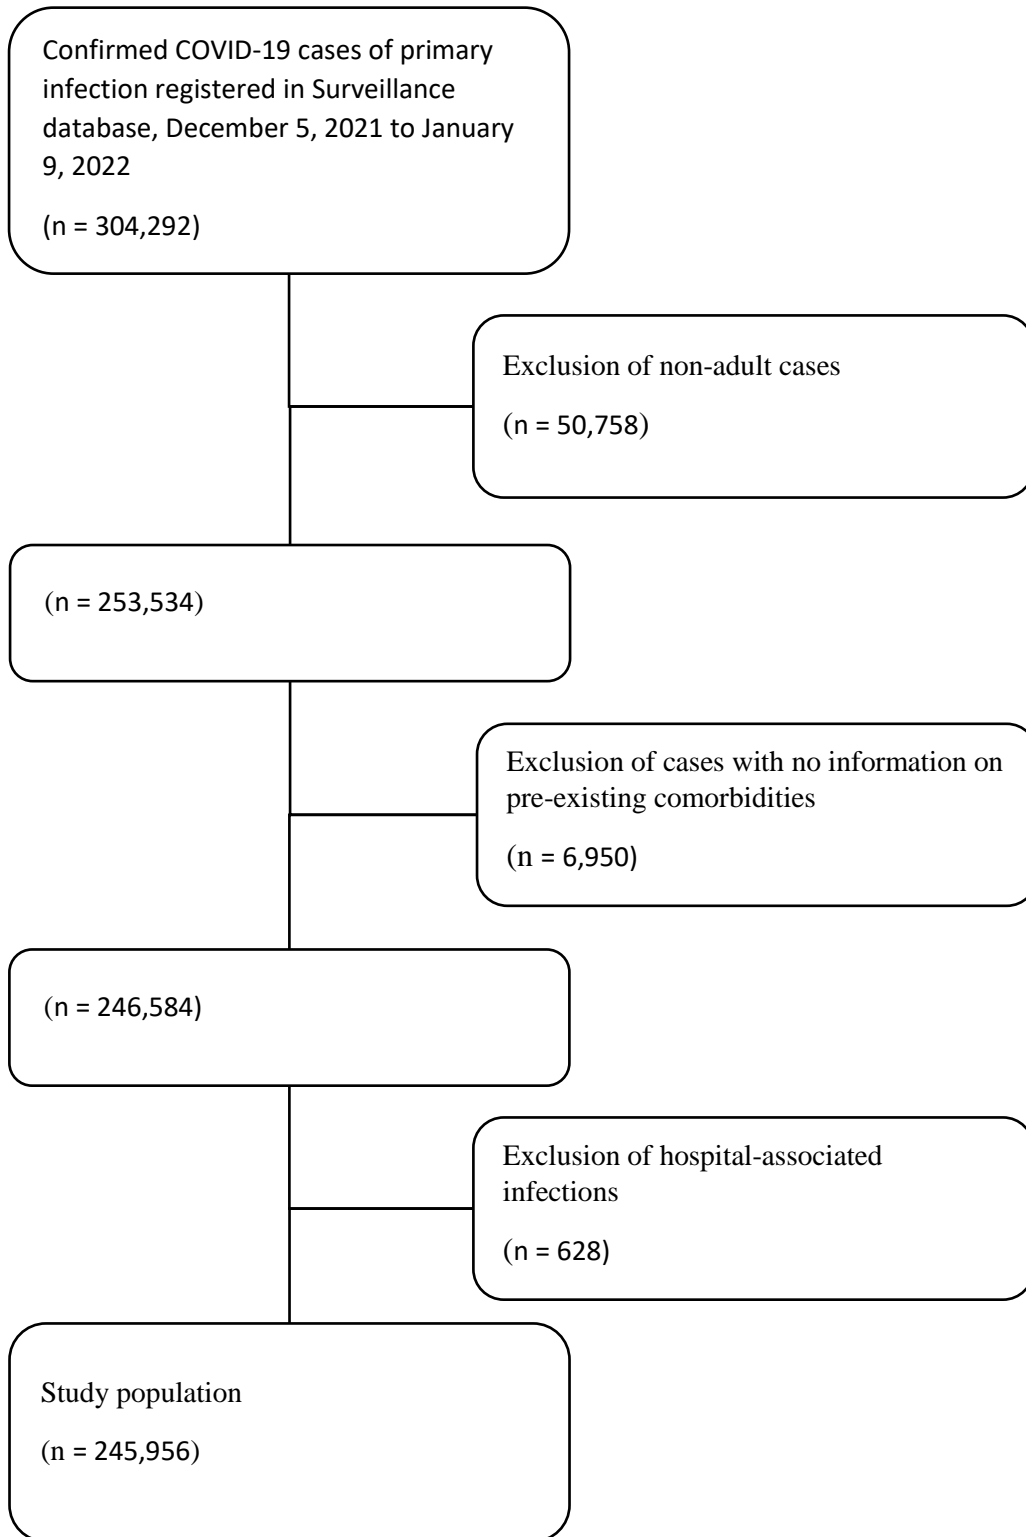 Confirmed COVID-19 cases of primary
infection registered in Surveillance
database, December 5, 2021 to January
9, 2022
(n = 304,292)
Exclusion of non-adult cases
(n = 50,758)
(n = 253,534)
Exclusion of cases with no information on
pre-existing comorbidities
(n = 6,950)
(n = 246,584)
Exclusion of hospital-associated
infections
(n = 628)
Study population
(n = 245,956)